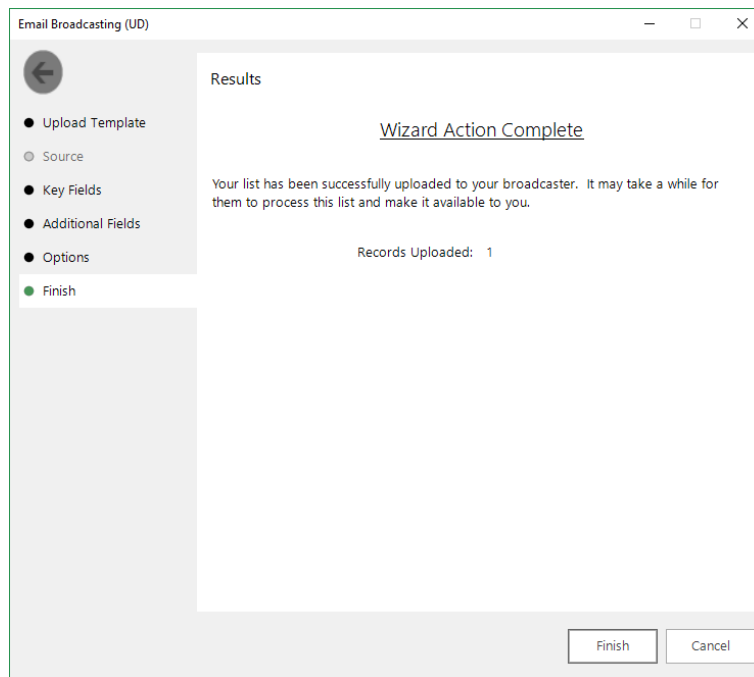 Email Broadcasting (UD)
Results
Upload Template
Source
Key Fields
Additional Fields
Options
Finish
Wizard Action Complete
Your list has been successfully uploaded to your broadcaster.  It may take a while for
them to process this list and make it available to you.
Records Uploaded:  1
Finish
Cancel